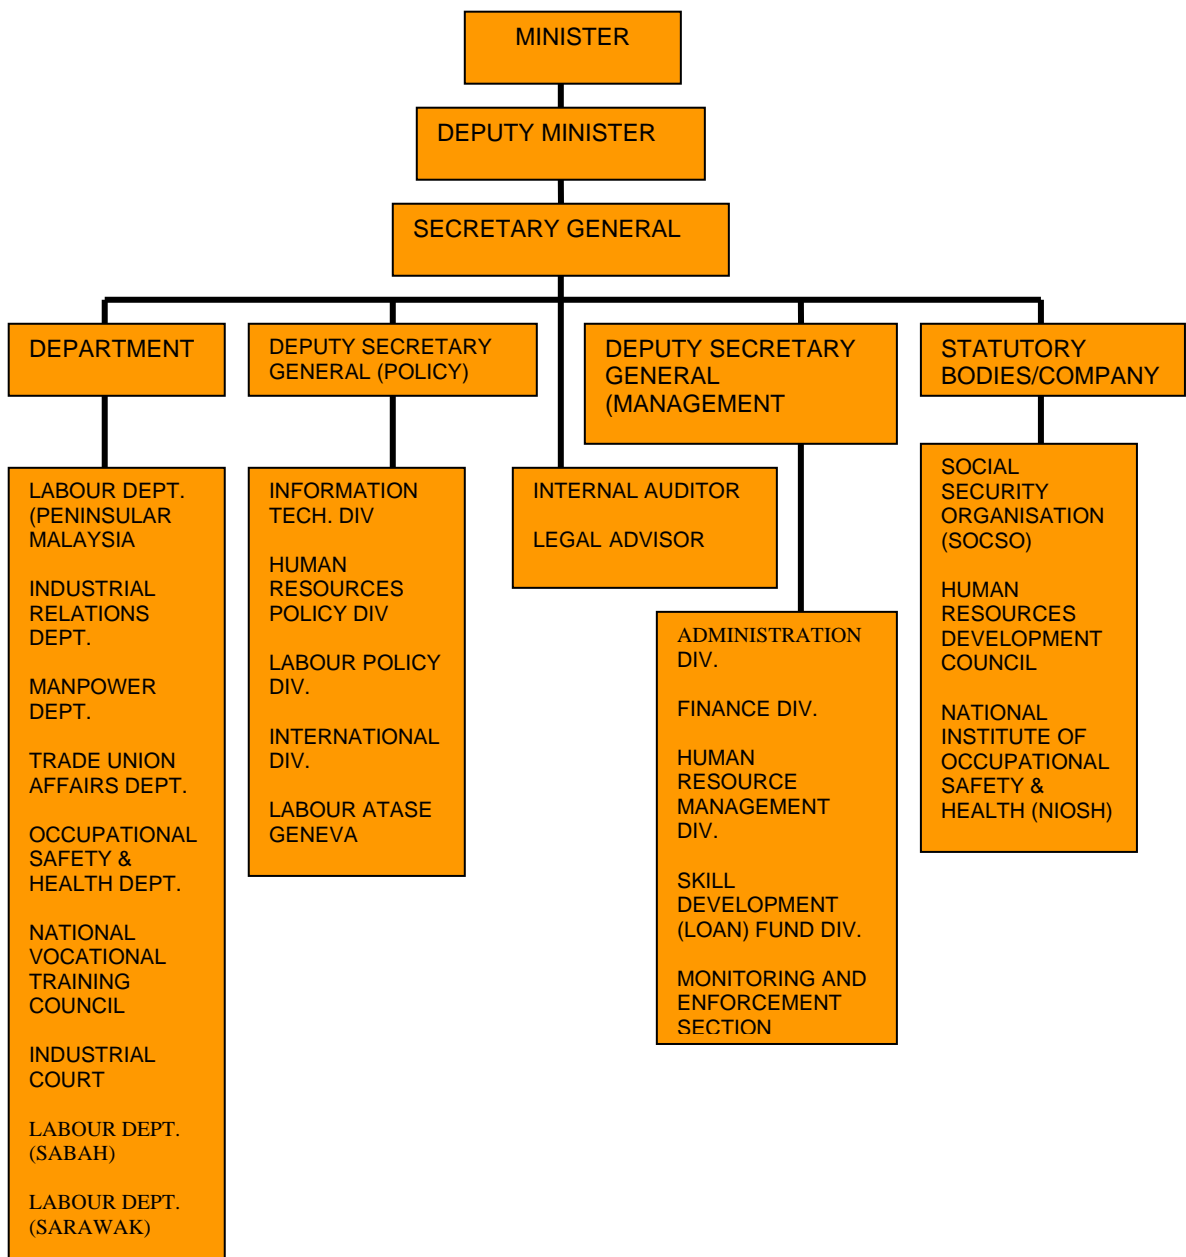 MINISTER
DEPUTY MINISTER
SECRETARY GENERAL
DEPARTMENT
DEPUTY SECRETARY
GENERAL (POLICY)
DEPUTY SECRETARY
GENERAL
(MANAGEMENT
STATUTORY
BODIES/COMPANY
LABOUR DEPT.
(PENINSULAR
MALAYSIA
INDUSTRIAL
RELATIONS
DEPT.
MANPOWER
DEPT.
TRADE UNION
AFFAIRS DEPT.
OCCUPATIONAL
SAFETY &
HEALTH DEPT.
NATIONAL
VOCATIONAL
TRAINING
COUNCIL
INDUSTRIAL
COURT
LABOUR DEPT.
(SABAH)
LABOUR DEPT.
(SARAWAK)
INFORMATION
TECH. DIV
HUMAN
RESOURCES
POLICY DIV
LABOUR POLICY
DIV.
INTERNATIONAL
DIV.
LABOUR ATASE
GENEVA
INTERNAL AUDITOR
LEGAL ADVISOR
ADMINISTRATION
DIV.
FINANCE DIV.
HUMAN
RESOURCE
MANAGEMENT
DIV.
SKILL
DEVELOPMENT
(LOAN) FUND DIV.
MONITORING AND
ENFORCEMENT
SECTION
SOCIAL
SECURITY
ORGANISATION
(SOCSO)
HUMAN
RESOURCES
DEVELOPMENT
COUNCIL
NATIONAL
INSTITUTE OF
OCCUPATIONAL
SAFETY &
HEALTH (NIOSH)